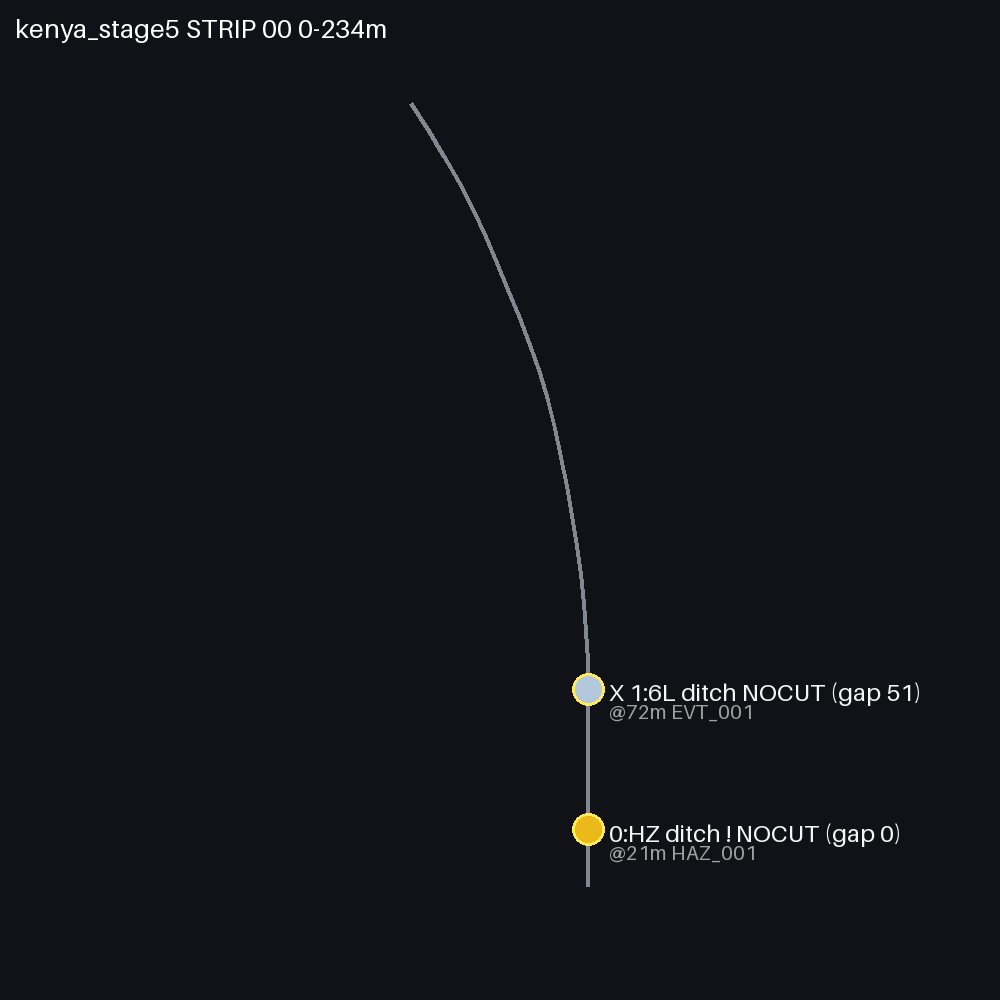 kenya_stage5 STRIP 00 0-234m
X 1:6L ditch NOCUT (gap 51)
@72m EVT_001
0:HZ ditch ! NOCUT (gap 0)
@21m HAZ_001